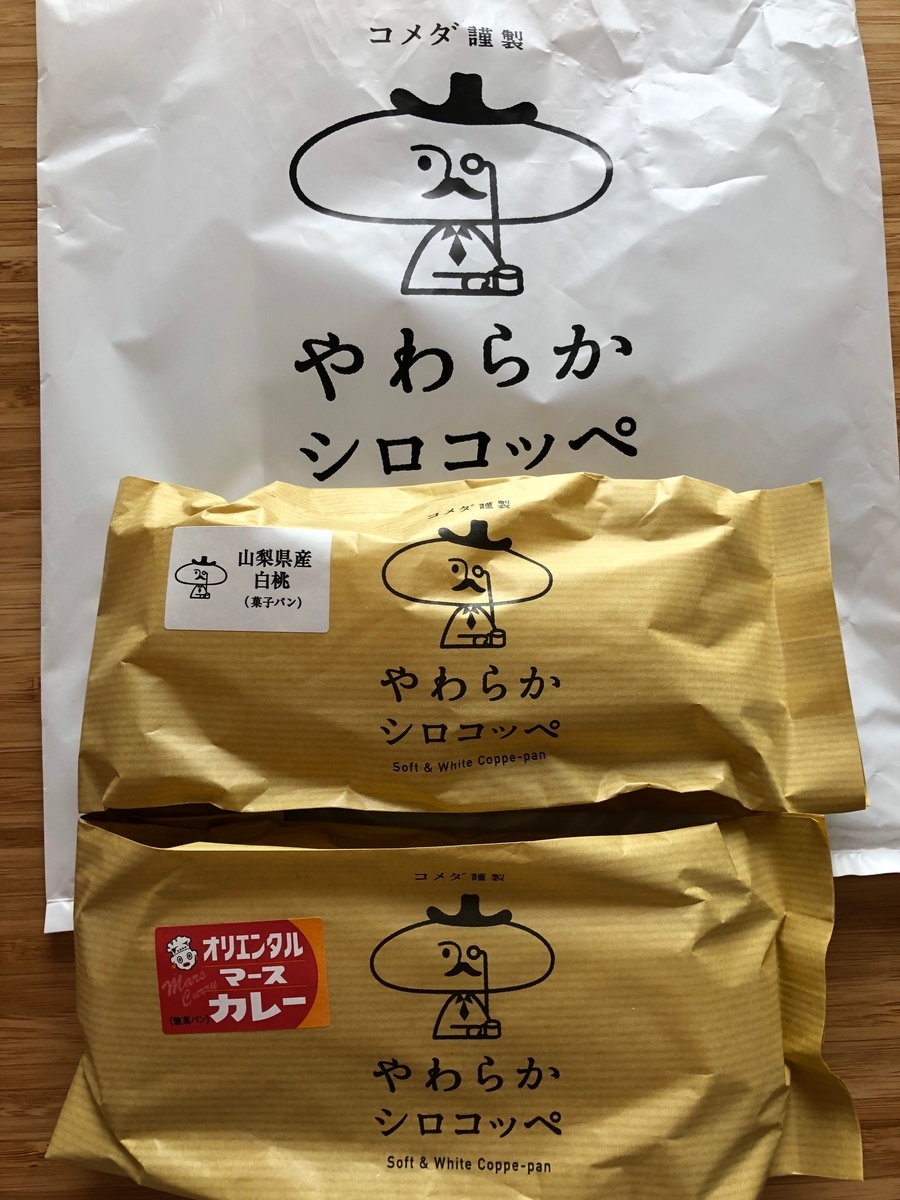 コメダ謹製
やわらか
シロコッペ
コメダ謹製
山梨県産
白桃
(菓子パン)
やわらか
シロコッペ
Soft & White Coppe-pan
コメダ謹製
オリエンタル
マース
Mars
Curry
カレー
(惣菜パン)
やわらか
シロコッペ
Soft & White Coppe-pan